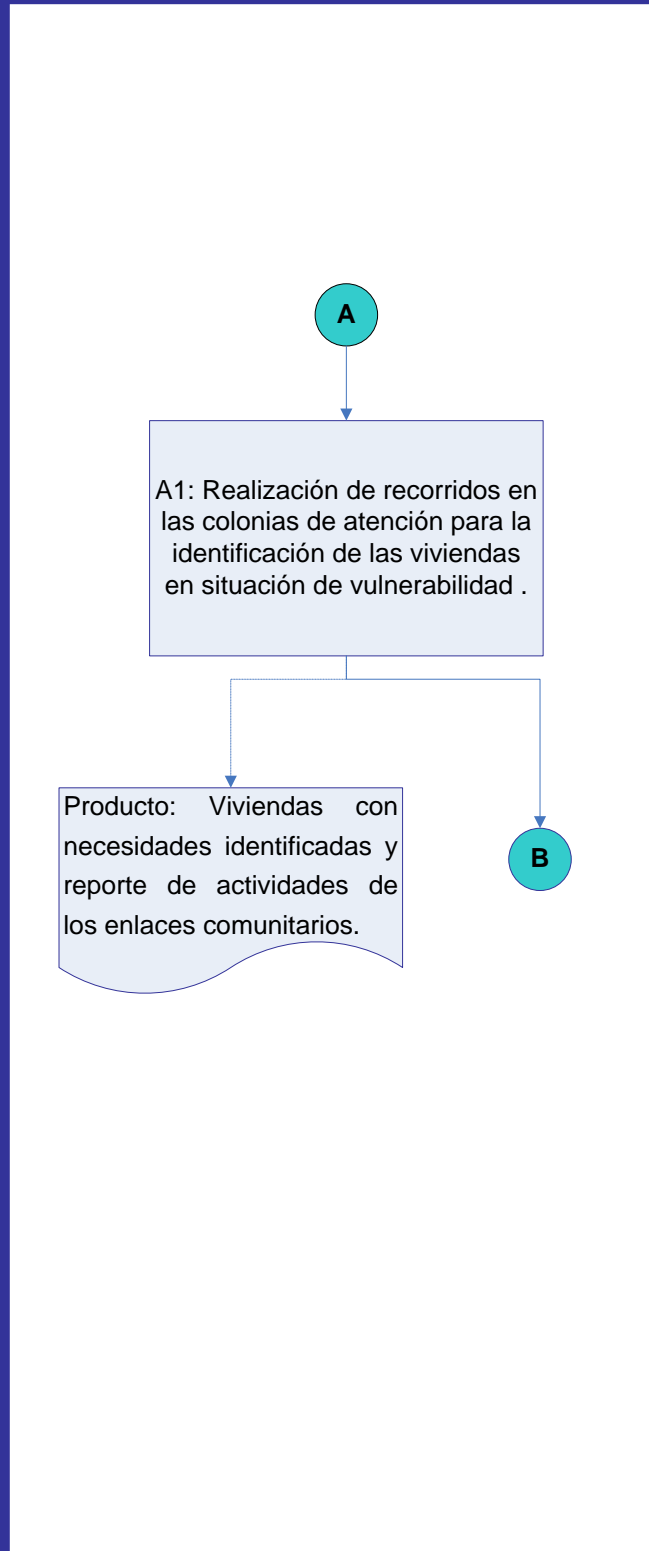 A
A1: Realización de recorridos en
las colonias de atención para la
identificación de las viviendas
en situación de vulnerabilidad .
Producto: Viviendas con
necesidades identificadas y
reporte de actividades de
los enlaces comunitarios.
B